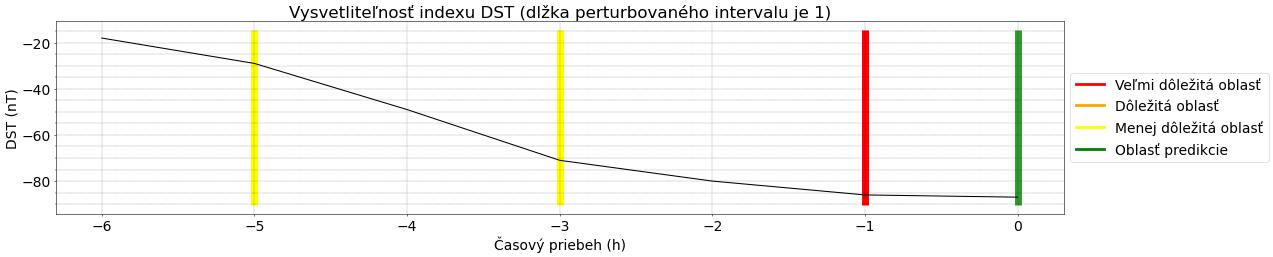 Vysvetliteľnosť indexu DST (dĺžka perturbovaného intervalu je 1)
DST (nT)
−20
−40
−60
−80
−6 −5 −4 −3 −2 −1 0
Časový priebeh (h)
Veľmi dôležitá oblasť
Dôležitá oblasť
Menej dôležitá oblasť
Oblasť predikcie